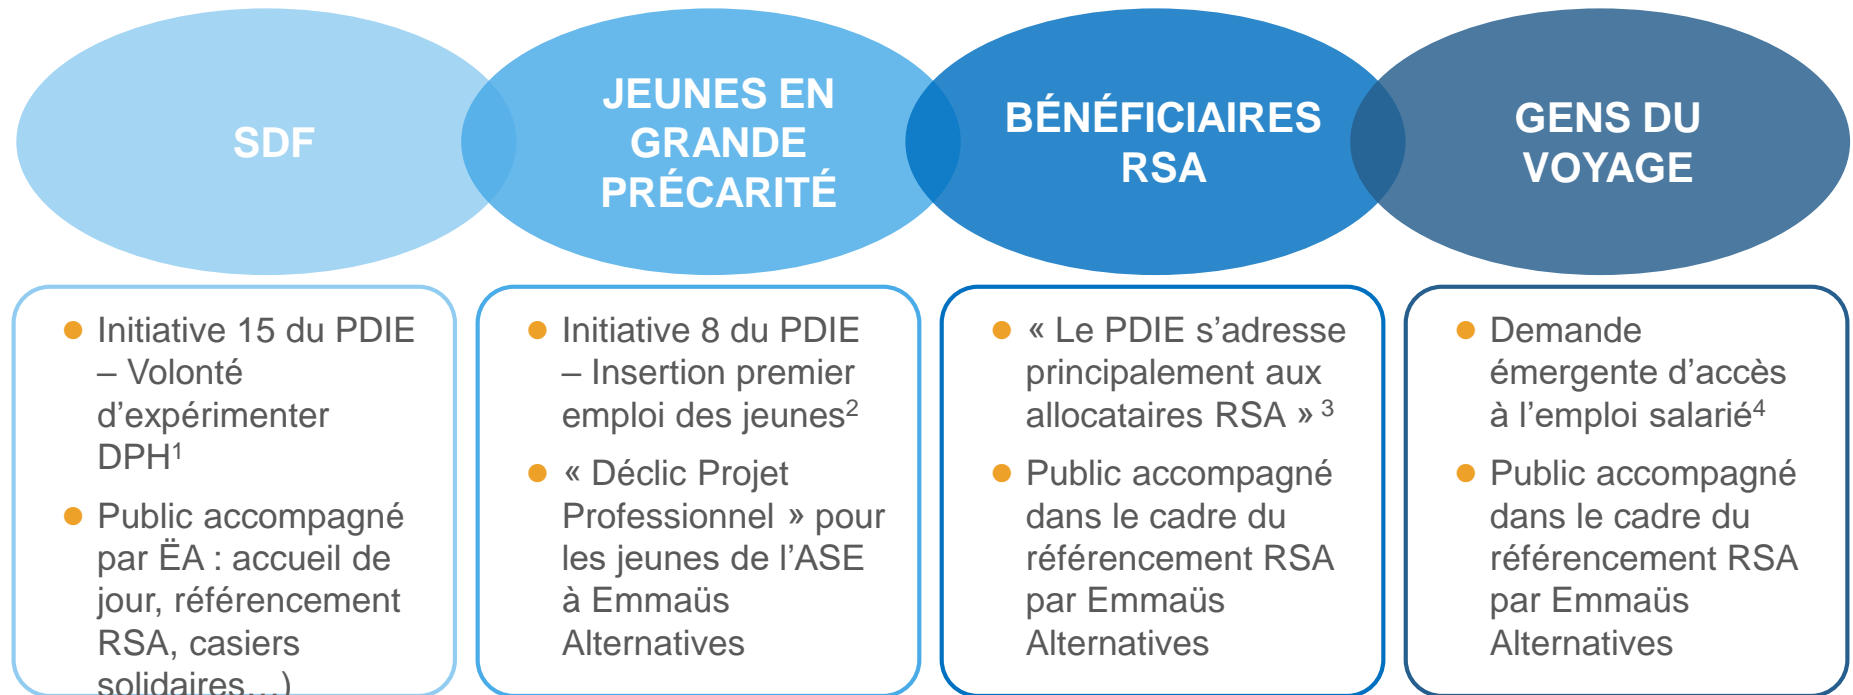 SDF
JEUNES EN
GRANDE
PRÉCARITÉ
BÉNÉFICIAIRES
RSA
GENS DU
VOYAGE
Initiative 15 du PDIE
– Volonté
d’expérimenter
DPH1
Public accompagné
par ËA : accueil de
jour, référencement
RSA, casiers
solidaires…)
Initiative 8 du PDIE
– Insertion premier
emploi des jeunes2
« Déclic Projet
Professionnel » pour
les jeunes de l’ASE
à Emmaüs
Alternatives
« Le PDIE s’adresse
principalement aux
allocataires RSA » 3
Public accompagné
dans le cadre du
référencement RSA
par Emmaüs
Alternatives
Demande
émergente d’accès
à l’emploi salarié4
Public accompagné
dans le cadre du
référencement RSA
par Emmaüs
Alternatives